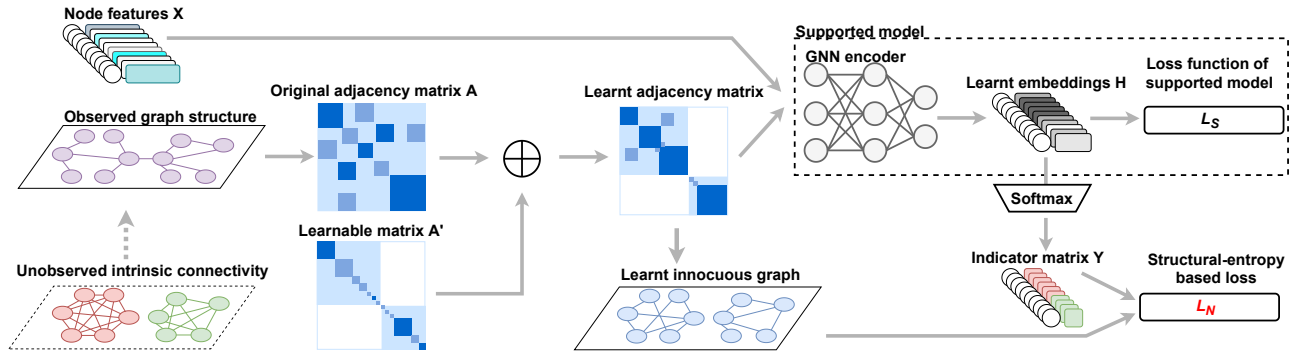 Node features X
Supported model
GNN encoder
Original adjacency matrix A
Learnt adjacency matrix
Learnt embeddings H
Loss function of
supported model
Observed graph structure
L_S
Softmax
Learnable matrix A'
Unobserved intrinsic connectivity
Learnt innocuous graph
Indicator matrix Y
Structural-entropy
based loss
L_N